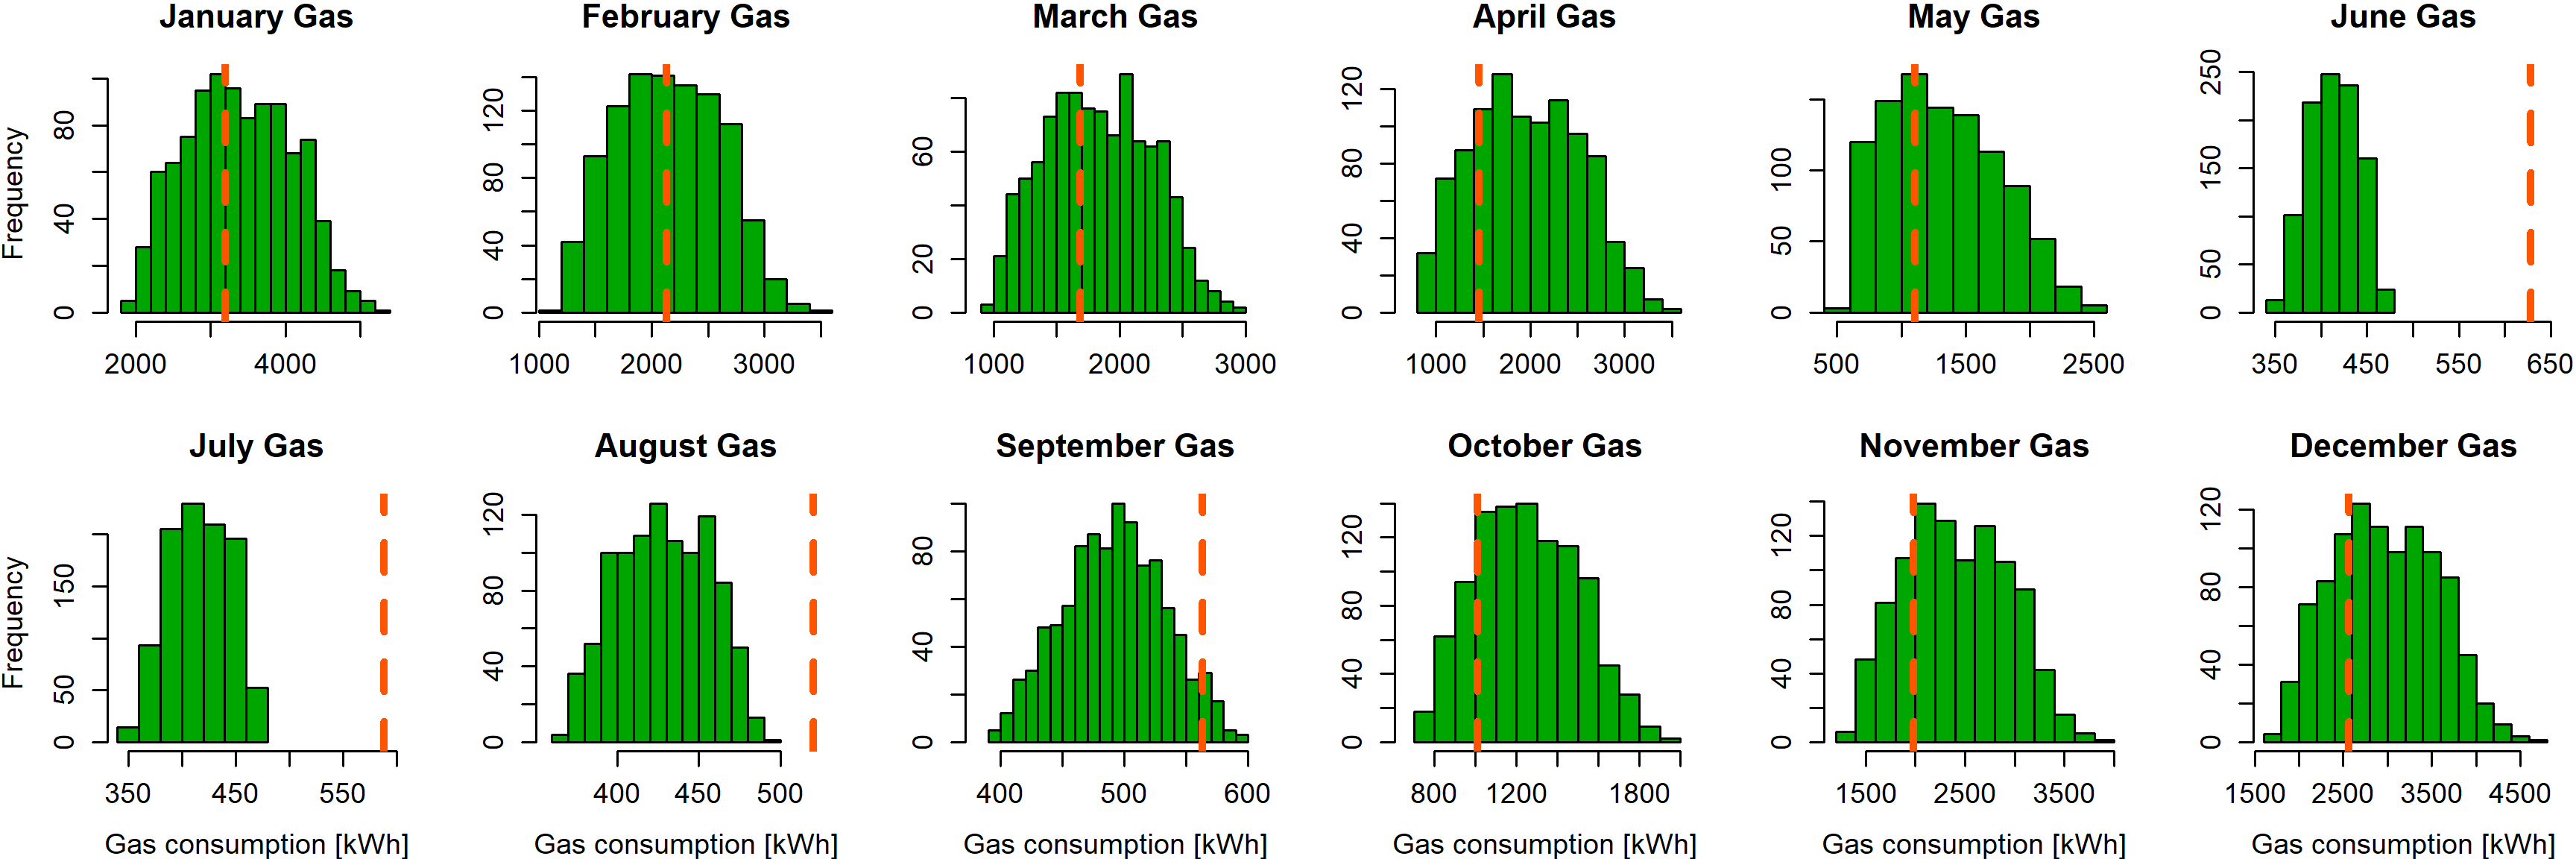 January Gas February Gas March Gas April Gas May Gas June Gas
Frequency
0 40 80
2000 4000
0 40 80 120
1000 2000 3000
0 20 60
1000 2000 3000
0 40 80 120
1000 2000 3000
0 50 100
500 1500 2500
0 50 150 250
350 450 550 650
July Gas August Gas September Gas October Gas November Gas December Gas
Frequency
0 50 150
350 450 550
0 40 80 120
400 450 500
0 40 80
400 500 600
0 40 80 120
800 1200 1800
0 40 80 120
1500 2500 3500
0 40 80 120
1500 2500 3500 4500
Gas consumption [kWh] Gas consumption [kWh] Gas consumption [kWh] Gas consumption [kWh] Gas consumption [kWh] Gas consumption [kWh]